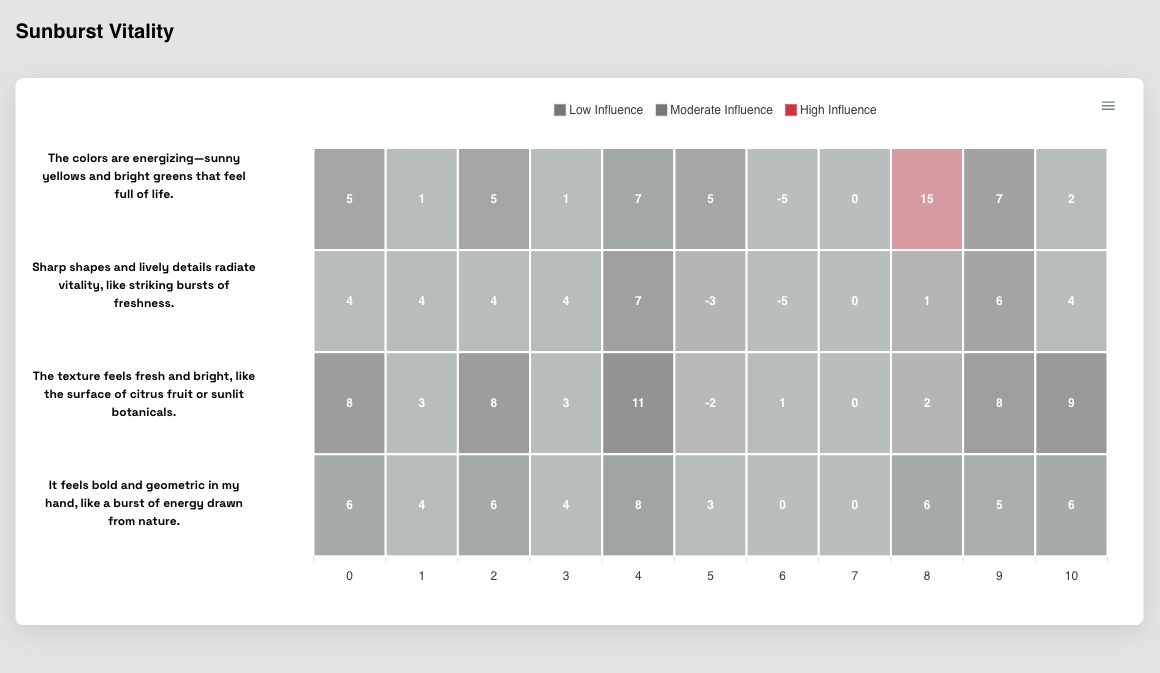 Sunburst Vitality
Low Influence Moderate Influence High Influence
The colors are energizing—sunny
yellows and bright greens that feel
full of life.
5 1 5 1 7 5 -5 0 15 7 2
Sharp shapes and lively details radiate
vitality, like striking bursts of
freshness.
4 4 4 4 7 -3 -5 0 1 6 4
The texture feels fresh and bright, like
the surface of citrus fruit or sunlit
botanicals.
8 3 8 3 11 -2 1 0 2 8 9
It feels bold and geometric in my
hand, like a burst of energy drawn
from nature.
6 4 6 4 8 3 0 0 6 5 6
0 1 2 3 4 5 6 7 8 9 10